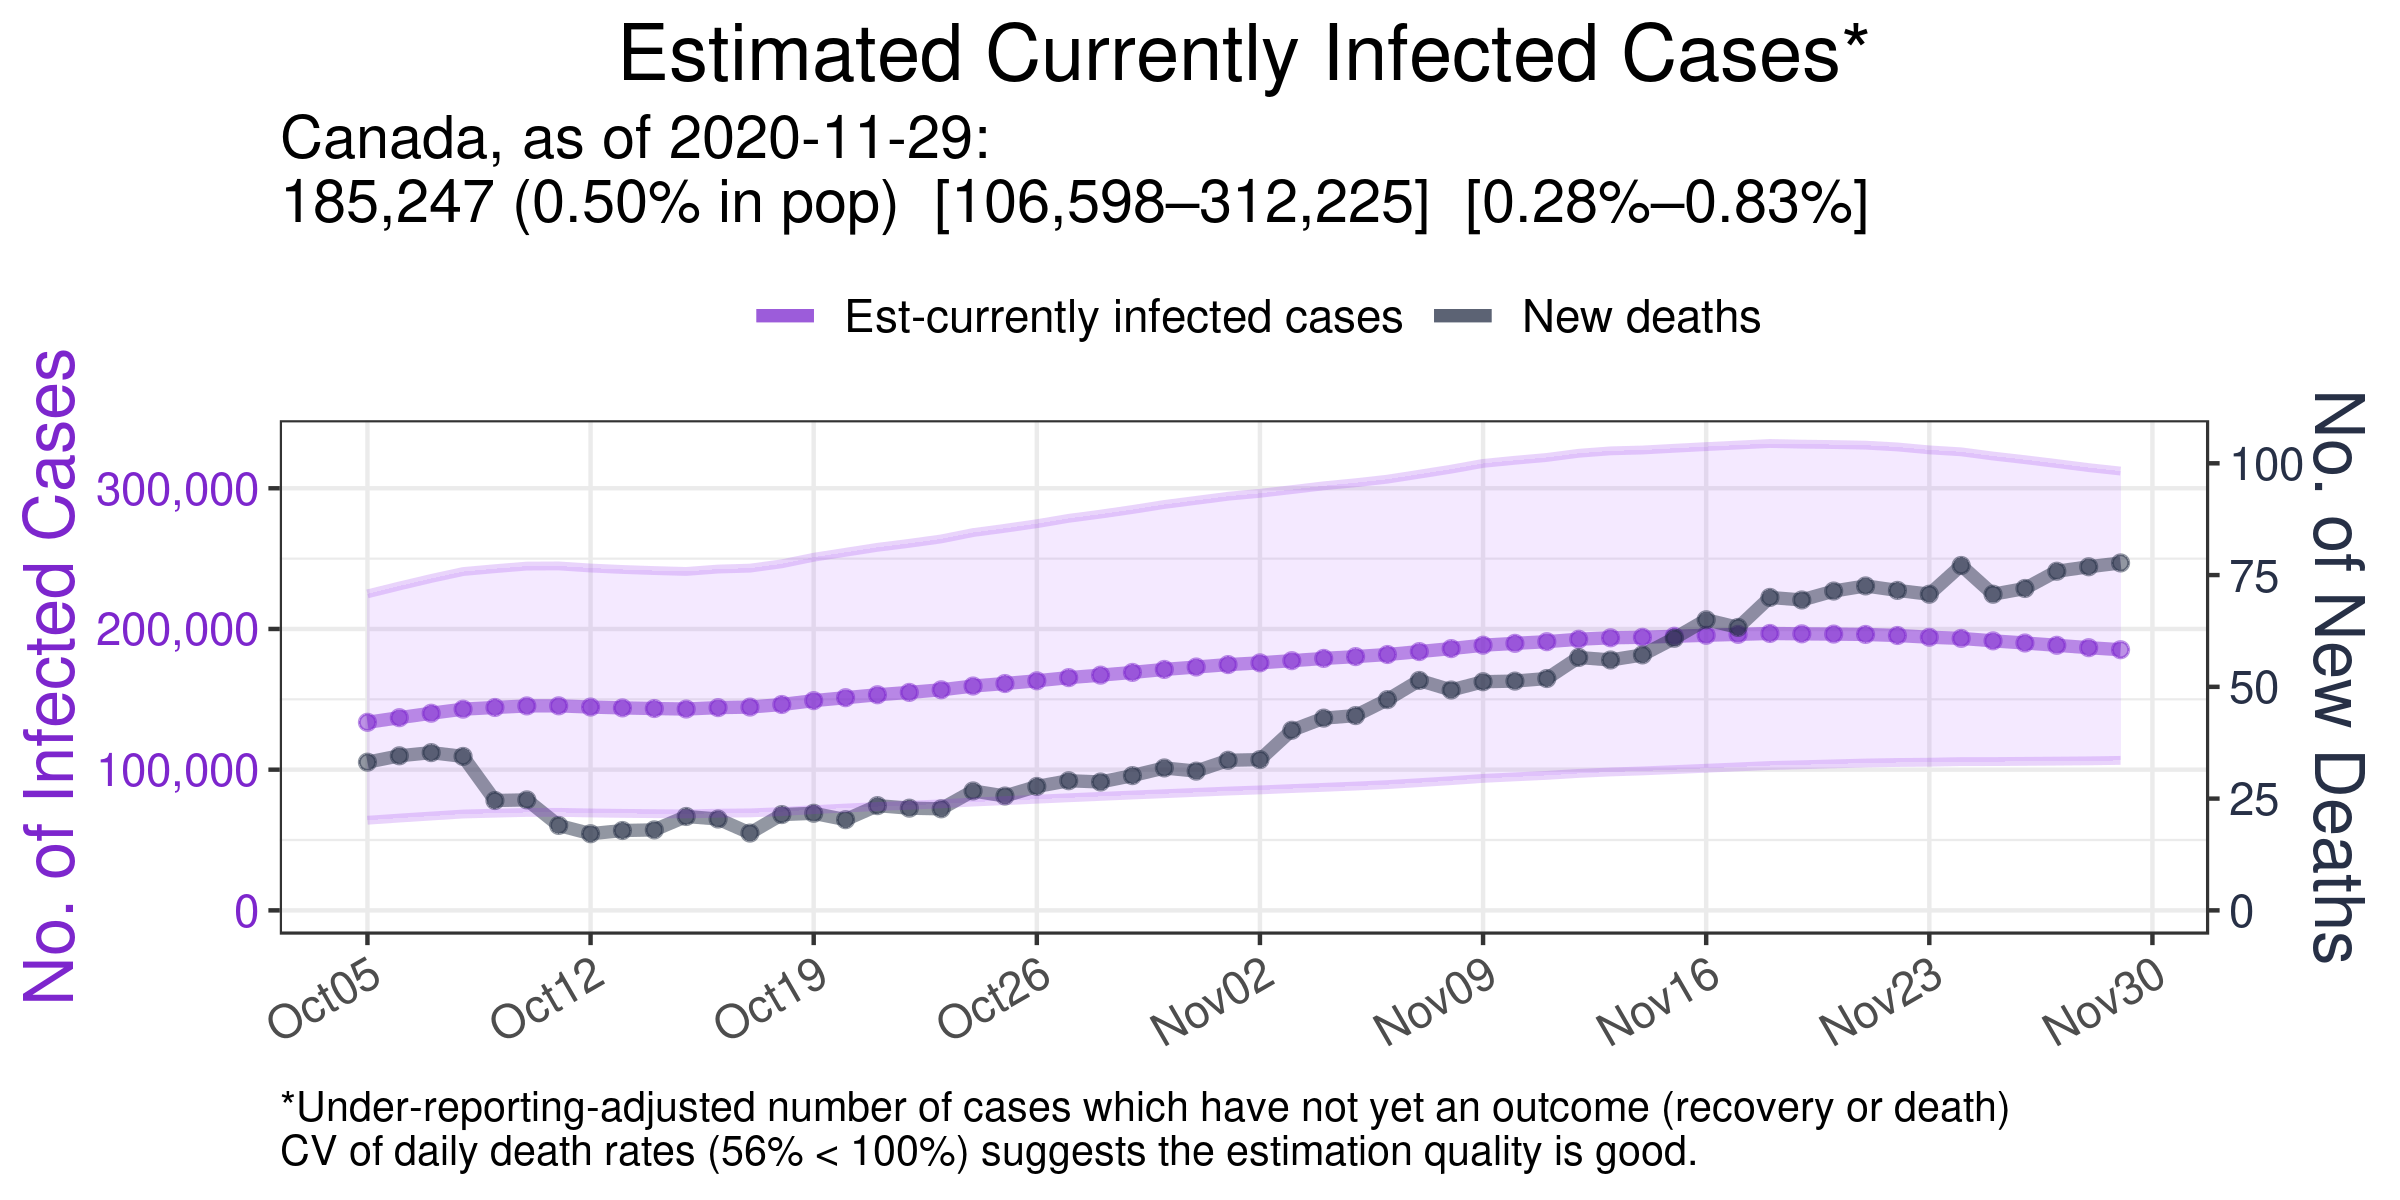 Estimated Currently Infected Cases*
Canada, as of 2020-11-29:
185,247 (0.50% in pop)  [106,598–312,225]  [0.28%–0.83%]
Est-currently infected cases
New deaths
No. of Infected Cases
300,000
200,000
100,000
0
No. of New Deaths
100
75
50
25
0
Oct05
Oct12
Oct19
Oct26
Nov02
Nov09
Nov16
Nov23
Nov30
*Under-reporting-adjusted number of cases which have not yet an outcome (recovery or death)
CV of daily death rates (56% < 100%) suggests the estimation quality is good.